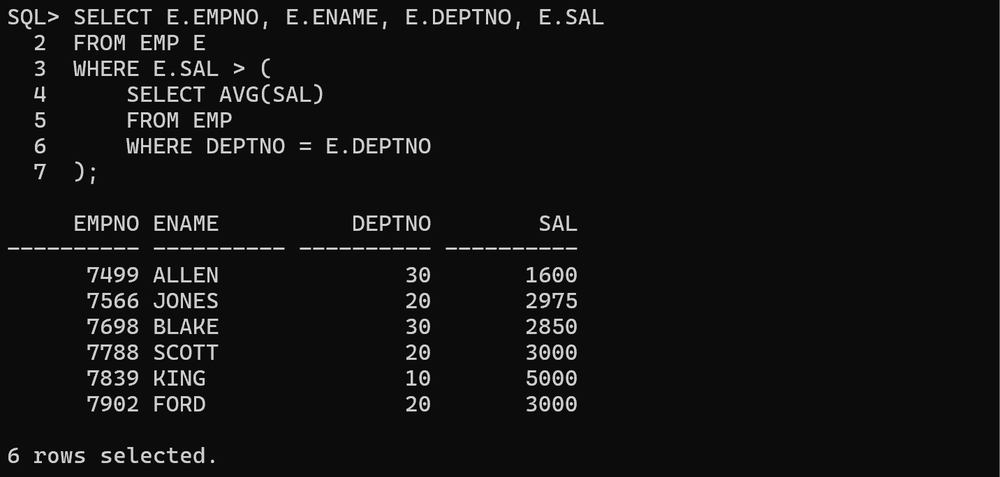 SQL> SELECT E.EMPNO, E.ENAME, E.DEPTNO, E.SAL
  2  FROM EMP E
  3  WHERE E.SAL > (
  4      SELECT AVG(SAL)
  5      FROM EMP
  6      WHERE DEPTNO = E.DEPTNO
  7  );

     EMPNO ENAME          DEPTNO        SAL
---------- ---------- ---------- ----------
      7499 ALLEN              30       1600
      7566 JONES              20       2975
      7698 BLAKE              30       2850
      7788 SCOTT              20       3000
      7839 KING               10       5000
      7902 FORD               20       3000

6 rows selected.